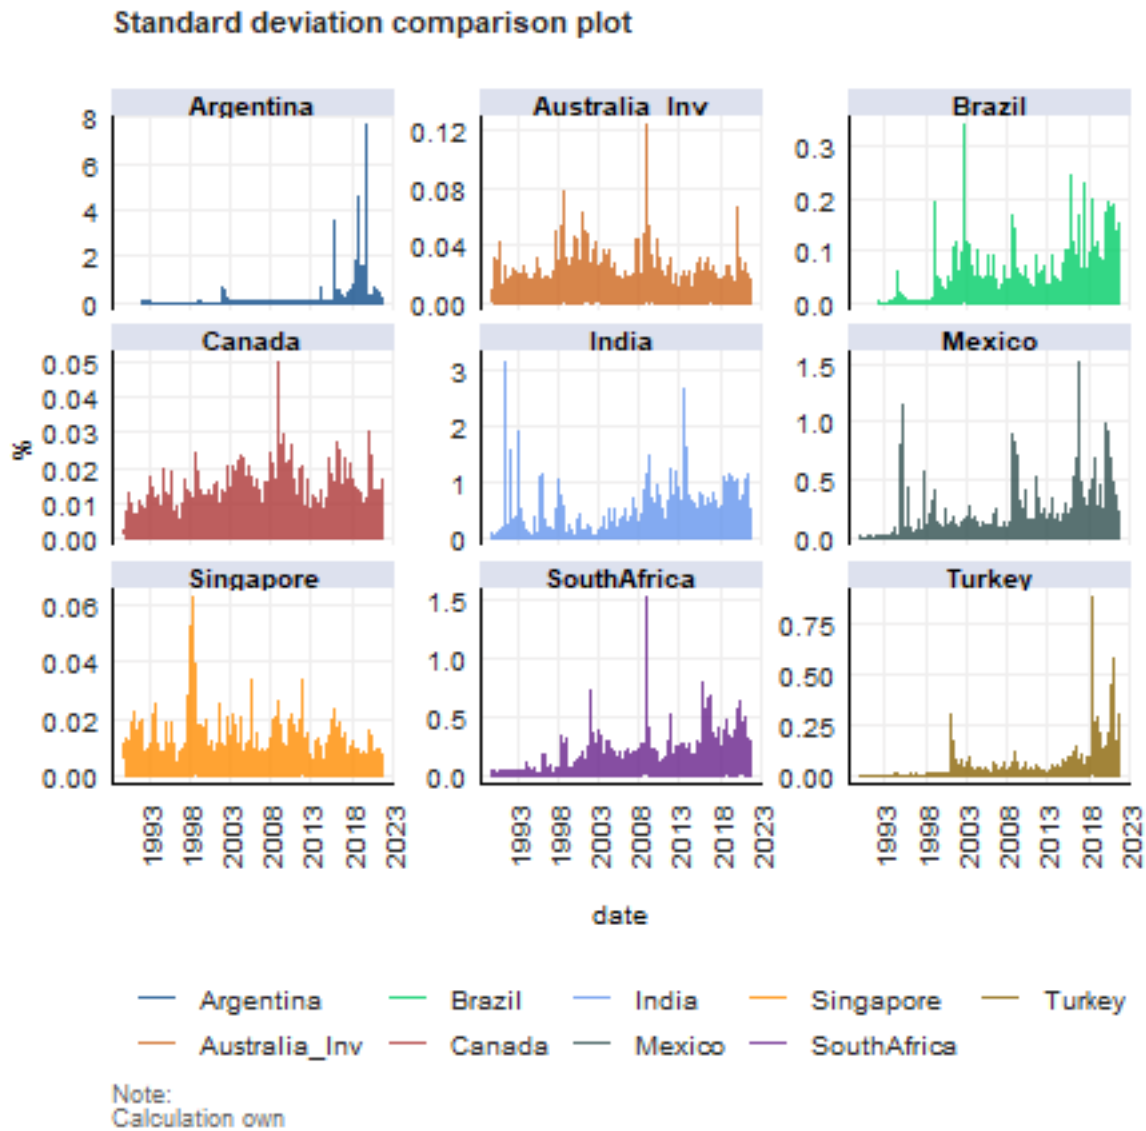 Standard deviation comparison plot
Argentina
Australia_Inv
Brazil
8
6
4
2
0
0.12
0.08
0.04
0.00
0.3
0.2
0.1
0.0
Canada
India
Mexico
%
0.05
0.04
0.03
0.02
0.01
0.00
3
2
1
0
1.5
1.0
0.5
0.0
Singapore
SouthAfrica
Turkey
0.06
0.04
0.02
0.00
1.5
1.0
0.5
0.0
0.75
0.50
0.25
0.00
1993 1998 2003 2008 2013 2018 2023
1993 1998 2003 2008 2013 2018 2023
1993 1998 2003 2008 2013 2018 2023
date
Argentina Brazil India Singapore Turkey
Australia_Inv Canada Mexico SouthAfrica
Note:
Calculation own